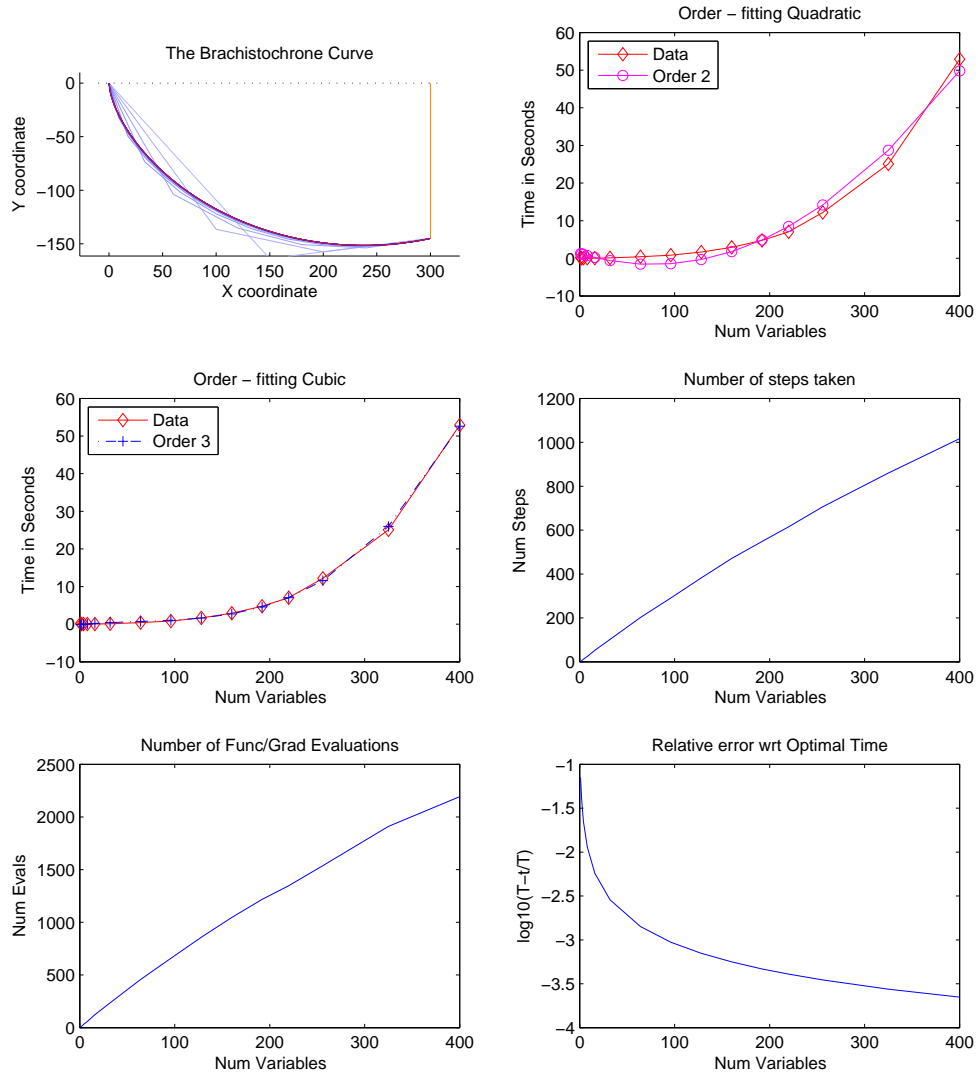 The Brachistochrone Curve
0
−50
−100
−150
0 50 100 150 200 250 300
X coordinate
Y coordinate
Order − fitting Quadratic
Data
Order 2
60
50
40
30
20
10
0
−10
0 100 200 300 400
Num Variables
Time in Seconds
Order − fitting Cubic
Data
Order 3
60
50
40
30
20
10
0
−10
0 100 200 300 400
Num Variables
Time in Seconds
Number of steps taken
1200
1000
800
600
400
200
0
0 100 200 300 400
Num Variables
Num Steps
Number of Func/Grad Evaluations
2500
2000
1500
1000
500
0
0 100 200 300 400
Num Variables
Num Evals
Relative error wrt Optimal Time
−1
−1.5
−2
−2.5
−3
−3.5
−4
0 100 200 300 400
Num Variables
log10(T−t/T)